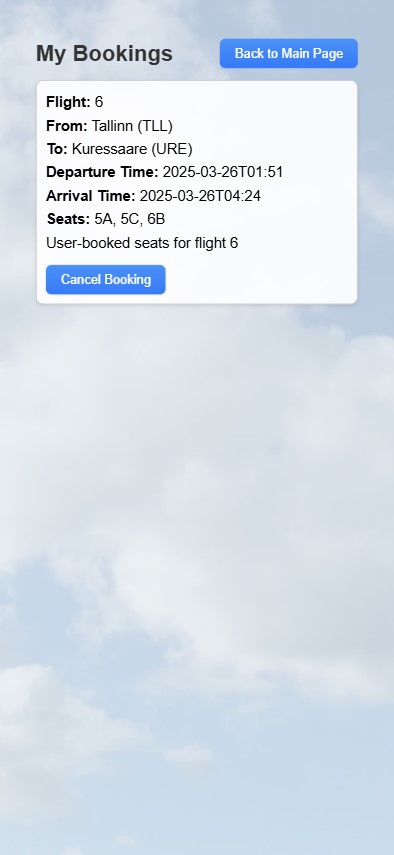 My Bookings
Back to Main Page
Flight: 6
From: Tallinn (TLL)
To: Kuressaare (URE)
Departure Time: 2025-03-26T01:51
Arrival Time: 2025-03-26T04:24
Seats: 5A, 5C, 6B
User-booked seats for flight 6
Cancel Booking